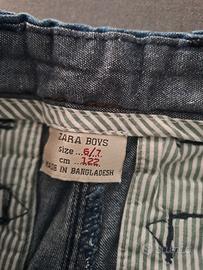 ZARA BOYS
size...6/7
cm...122
MADE IN BANGLADESH